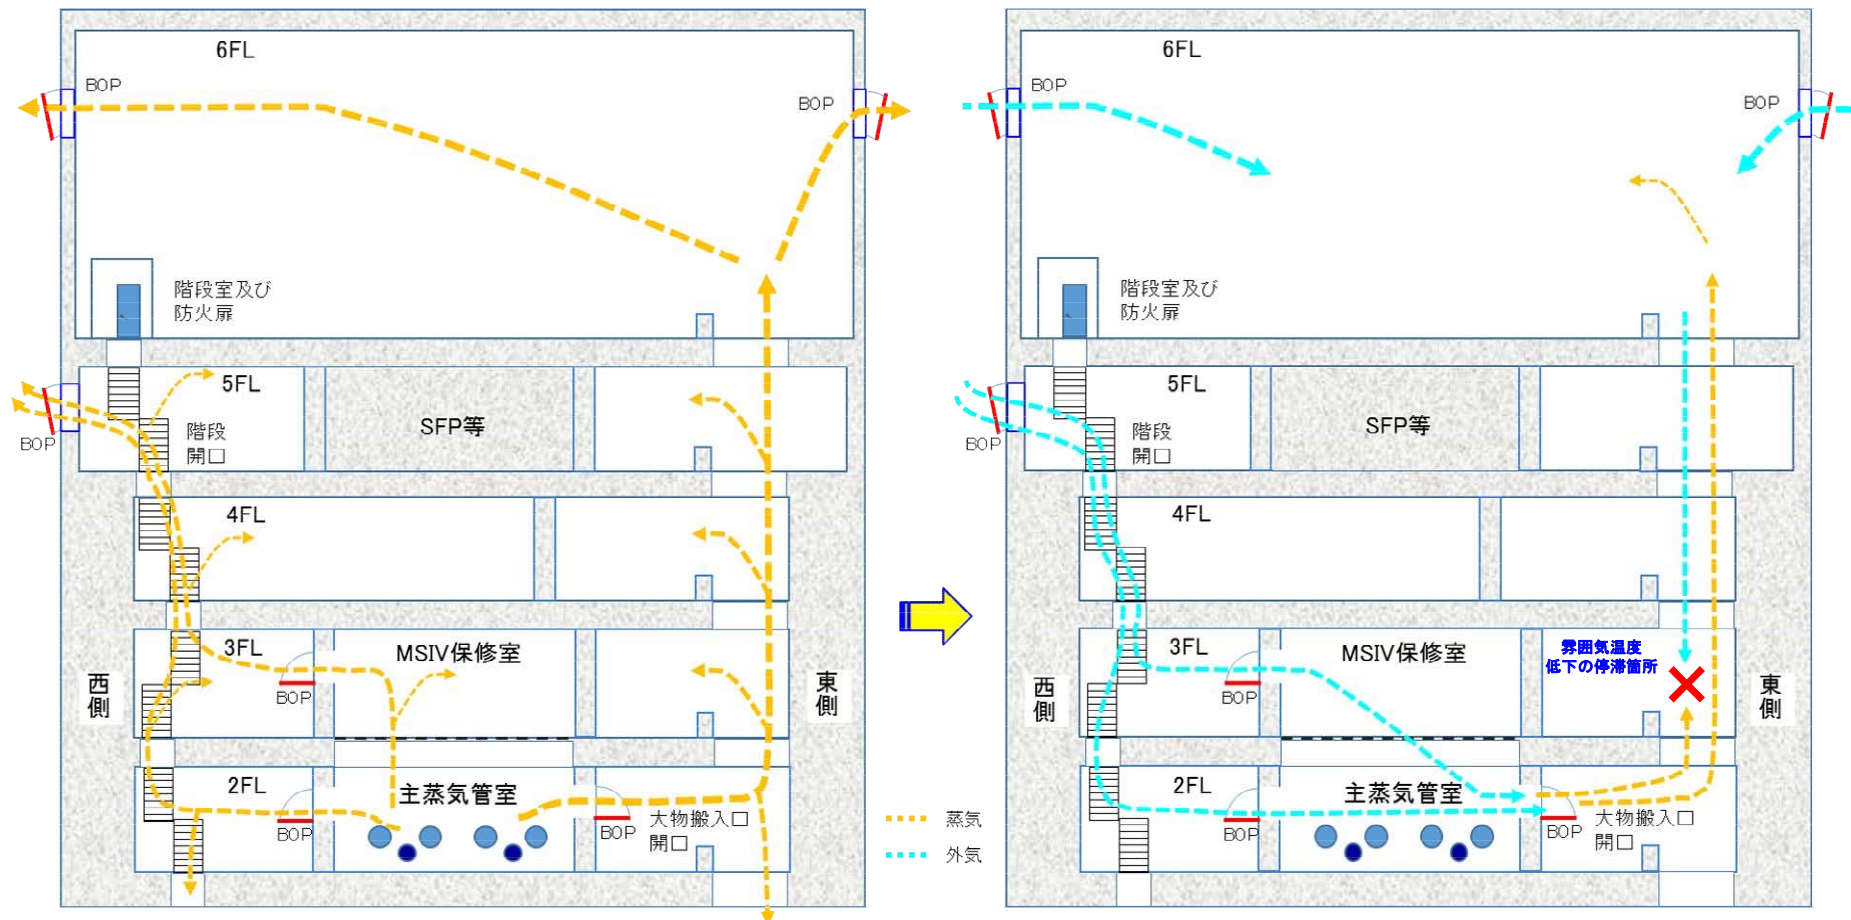 6FL
BOP
BOP
階段室及び
防火扉
5FL
SFP等
BOP
階段
開口
4FL
3FL
MSIV保修室
BOP
西側
東側
2FL
主蒸気管室
BOP
BOP
大物搬入口
開口
蒸気
外気
6FL
BOP
BOP
階段室及び
防火扉
5FL
SFP等
BOP
階段
開口
4FL
3FL
MSIV保修室
雰囲気温度
低下の停滞箇所
BOP
西側
東側
2FL
主蒸気管室
BOP
BOP
大物搬入口
開口